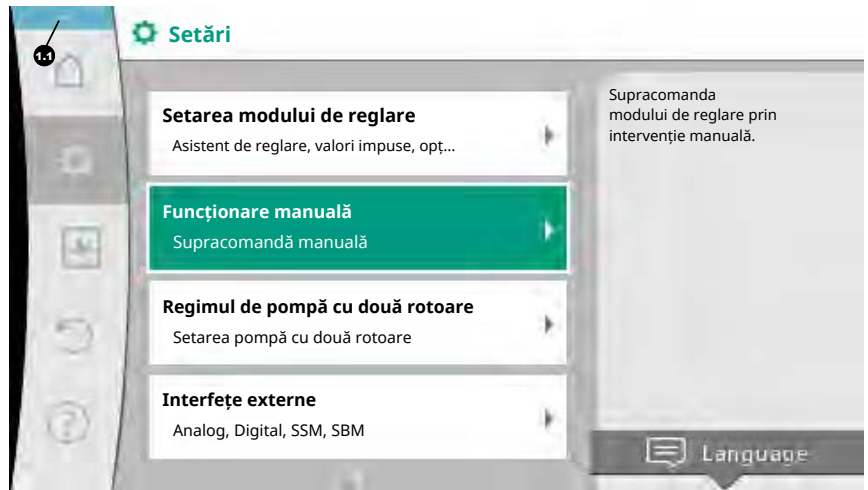 1.1
Setări
Setarea modului de reglare
Asistent de reglare, valori impuse, opț...
Funcționare manuală
Supracomandă manuală
Regimul de pompă cu două rotoare
Setarea pompă cu două rotoare
Interfețe externe
Analog, Digital, SSM, SBM
Supracomanda
modului de reglare prin
intervenție manuală.
Language